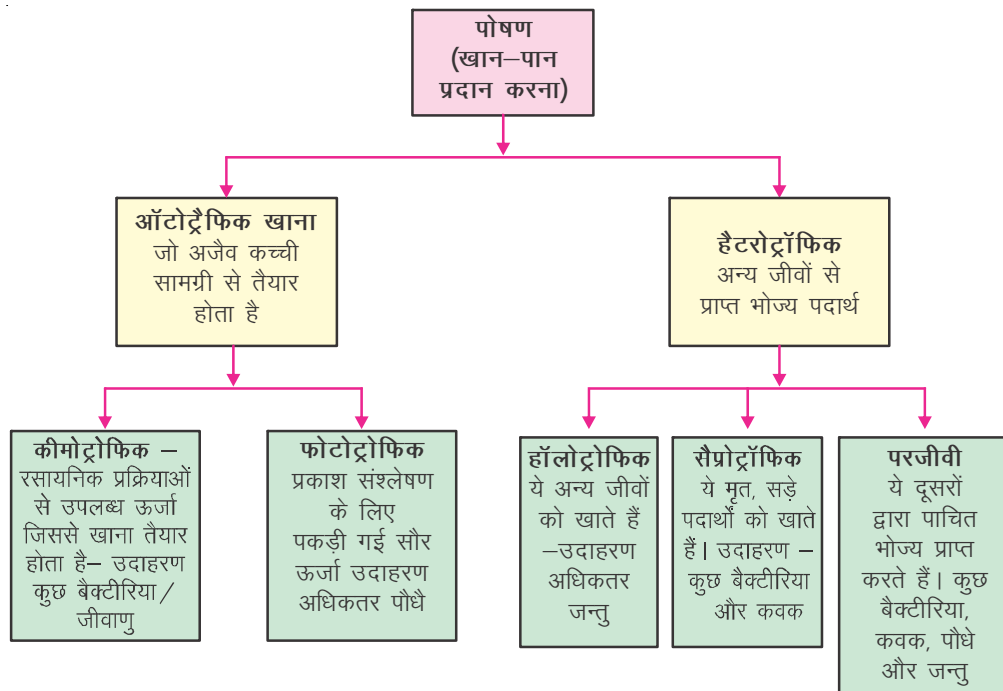 पोषण
(खान–पान
प्रदान करना)
ऑटोट्रैफिक खाना
जो अजैव कच्ची
सामग्री से तैयार
होता है
हैटरोट्रॉफिक
अन्य जीवों से
प्राप्त भोज्य पदार्थ
कीमोट्रोफिक –
रसायनिक प्रक्रियाओं
से उपलब्ध ऊर्जा
जिससे खाना तैयार
होता है– उदाहरण
कुछ बैक्टीरिया /
जीवाणु
फोटोट्रोफिक
प्रकाश संश्लेषण
के लिए
पकड़ी गई सौर
ऊर्जा उदाहरण
अधिकतर पौधै
हॉलोट्रोफिक
ये अन्य जीवों
को खाते हैं
–उदाहरण
अधिकतर
जन्तु
सैप्रोट्रॉफिक
ये मृत, सड़े
पदार्थों को खाते
हैं। उदाहरण –
कुछ बैक्टीरिया
और कवक
परजीवी
ये दूसरों
द्वारा पाचित
भोज्य प्राप्त
करते हैं। कुछ
बैक्टीरिया,
कवक, पौधे
और जन्तु